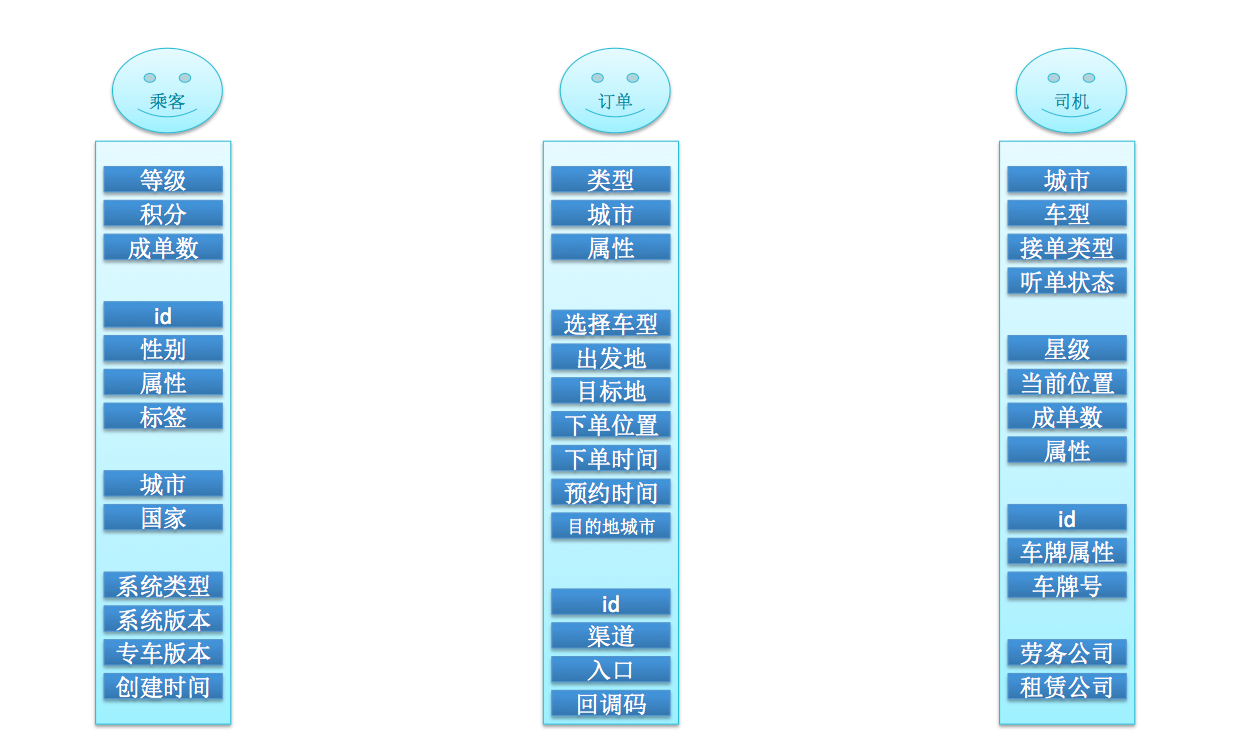 乘客
等级
积分
成单数
id
性别
属性
标签
城市
国家
系统类型
系统版本
专车版本
创建时间
订单
类型
城市
属性
选择车型
出发地
目标地
下单位置
下单时间
预约时间
目的地城市
id
渠道
入口
回调码
司机
城市
车型
接单类型
听单状态
星级
当前位置
成单数
属性
id
车牌属性
车牌号
劳务公司
租赁公司